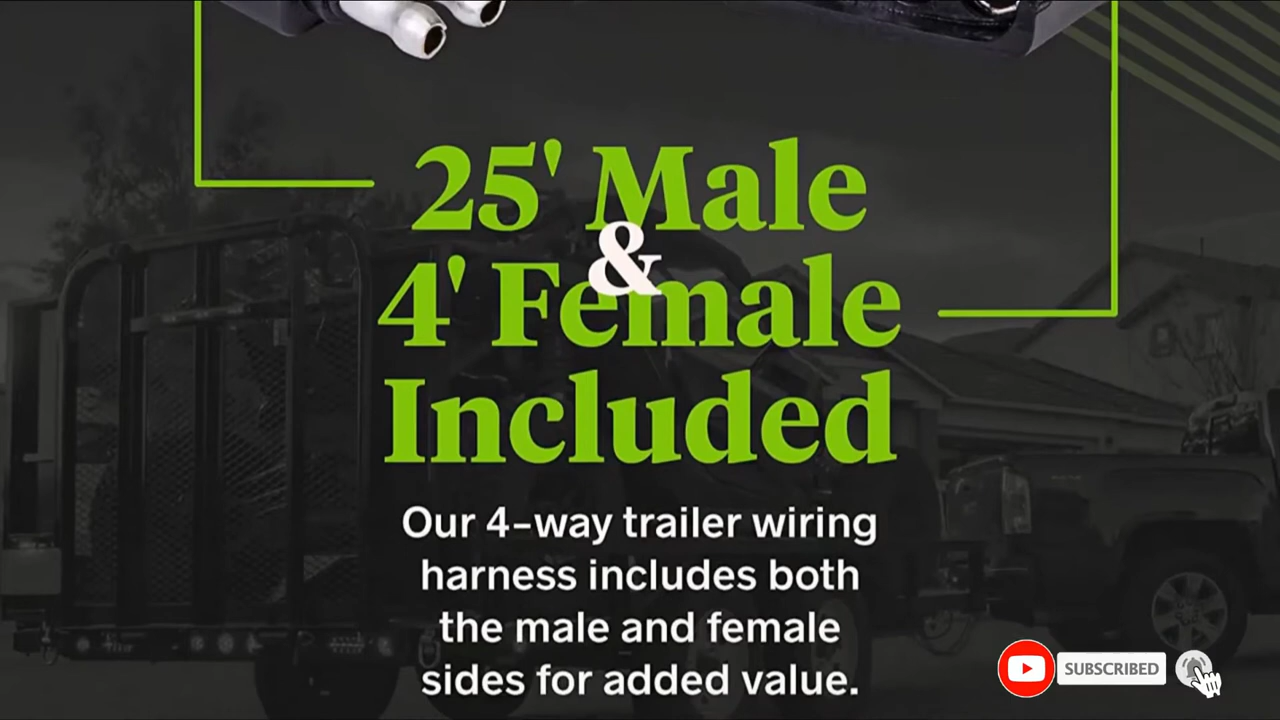 25' Male
&
4' Female
Included
Our 4-way trailer wiring
harness includes both
the male and female
sides for added value.
SUBSCRIBED